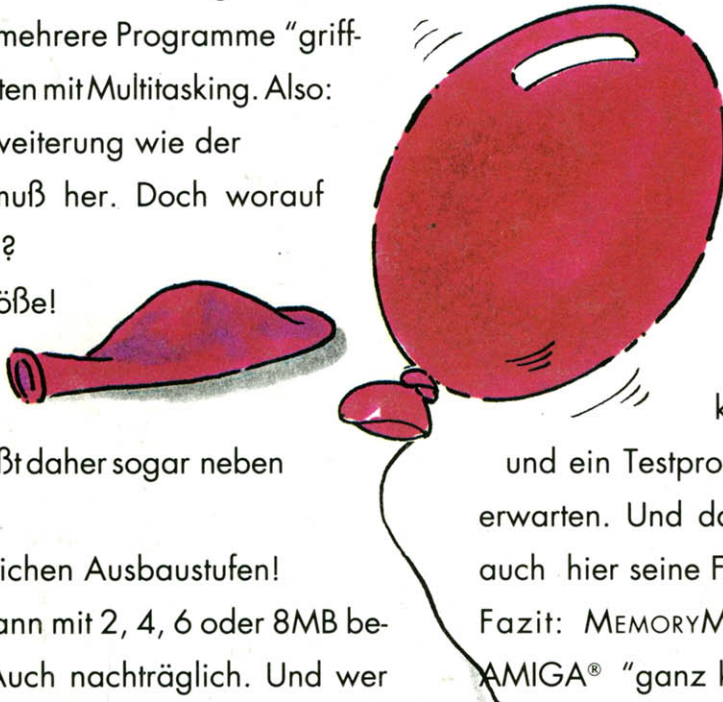 mehrere Programme "griff-
ten mit Multitasking. Also:
weiterung wie der
muß her. Doch worauf
?
öße!
ßt daher sogar neben
ichen Ausbaustufen!
ann mit 2, 4, 6 oder 8MB be-
Auch nachträglich. Und wer
k
und ein Testpro
erwarten. Und da
auch hier seine F
Fazit: MEMORYM
AMIGA® "ganz k